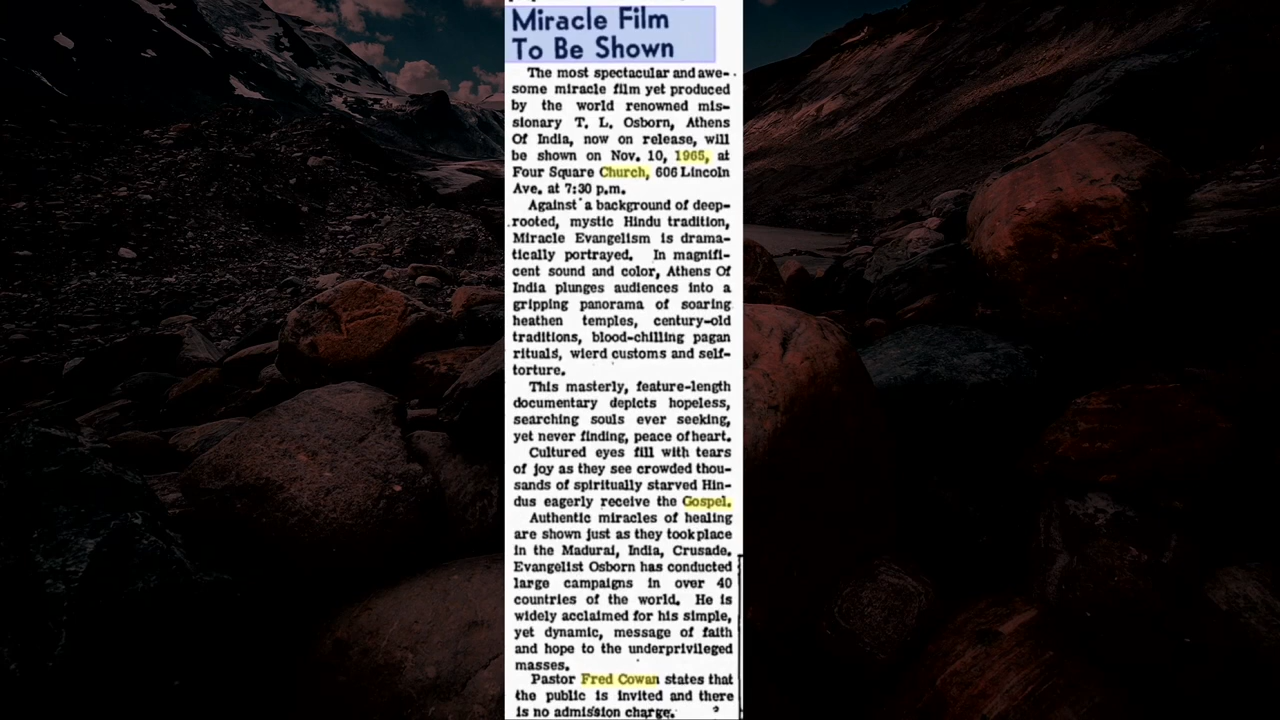 Miracle Film
To Be Shown
The most spectacular and awe-
some miracle film yet produced
by the world renowned mis-
sionary T. L. Osborn, Athens
Of India, now on release, will
be shown on Nov. 10, 1965, at
Four Square Church, 606 Lincoln
Ave. at 7:30 p.m.
Against a background of deep-
rooted, mystic Hindu tradition,
Miracle Evangelism is drama-
tically portrayed. In magnifi-
cent sound and color, Athens Of
India plunges audiences into a
gripping panorama of soaring
heathen temples, century-old
traditions, blood-chilling pagan
rituals, wierd customs and self-
torture.
This masterly, feature-length
documentary depicts hopeless,
searching souls ever seeking,
yet never finding, peace of heart.
Cultured eyes fill with tears
of joy as they see crowded thou-
sands of spiritually starved Hin-
dus eagerly receive the Gospel.
Authentic miracles of healing
are shown just as they took place
in the Madurai, India, Crusade.
Evangelist Osborn has conducted
large campaigns in over 40
countries of the world. He is
widely acclaimed for his simple,
yet dynamic, message of faith
and hope to the underprivileged
masses.
Pastor Fred Cowan states that
the public is invited and there
is no admission charge.